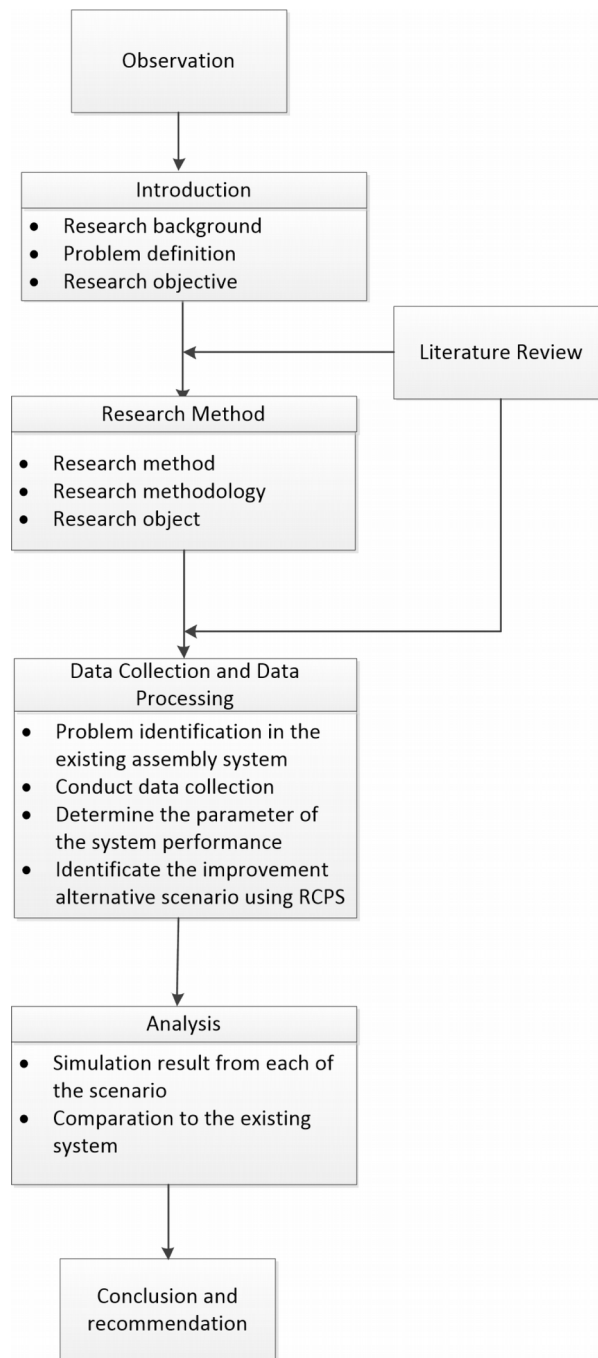 Observation
Introduction
• Research background
• Problem definition
• Research objective
Literature Review
Research Method
• Research method
• Research methodology
• Research object
Data Collection and Data
Processing
• Problem identification in the
existing assembly system
• Conduct data collection
• Determine the parameter of
the system performance
• Identificate the improvement
alternative scenario using RCPS
Analysis
• Simulation result from each of
the scenario
• Comparation to the existing
system
Conclusion and
recommendation